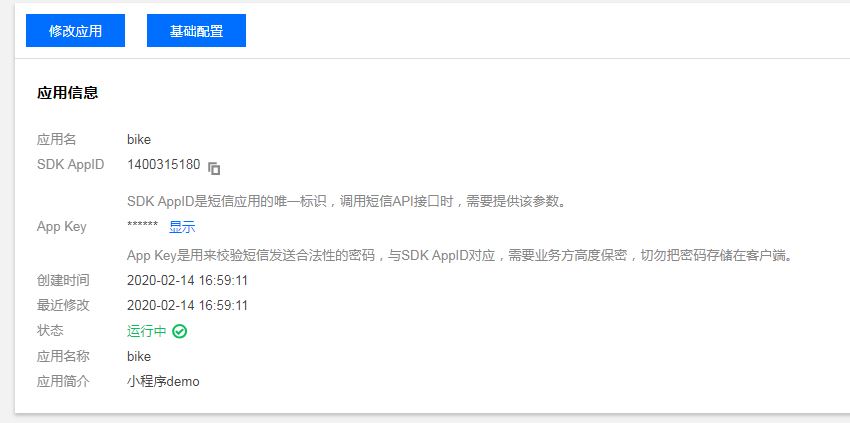 修改应用 基础配置
应用信息
应用名 bike
SDK AppID 1400315180
SDK AppID是短信应用的唯一标识，调用短信API接口时，需要提供该参数。
App Key ****** 显示
App Key是用来校验短信发送合法性的密码，与SDK AppID对应，需要业务方高度保密，切勿把密码存储在客户端。
创建时间 2020-02-14 16:59:11
最近修改 2020-02-14 16:59:11
状态 运行中
应用名称 bike
应用简介 小程序demo